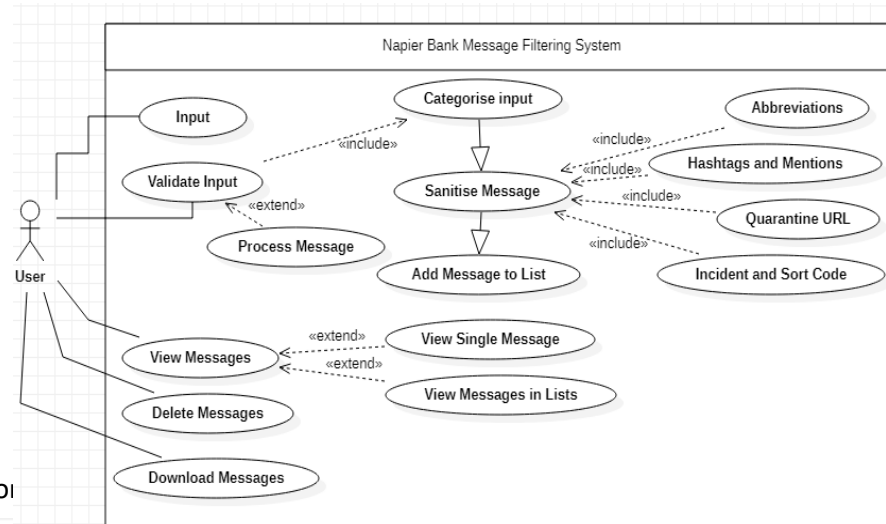 Napier Bank Message Filtering System
Categorise input
Abbreviations
Input
«include»
«include»
Hashtags and Mentions
«include»
Validate Input
Sanitise Message
«include»
«extend»
Quarantine URL
Process Message
«include»
Add Message to List
Incident and Sort Code
User
«extend»
View Single Message
View Messages
«extend»
View Messages in Lists
Delete Messages
Download Messages